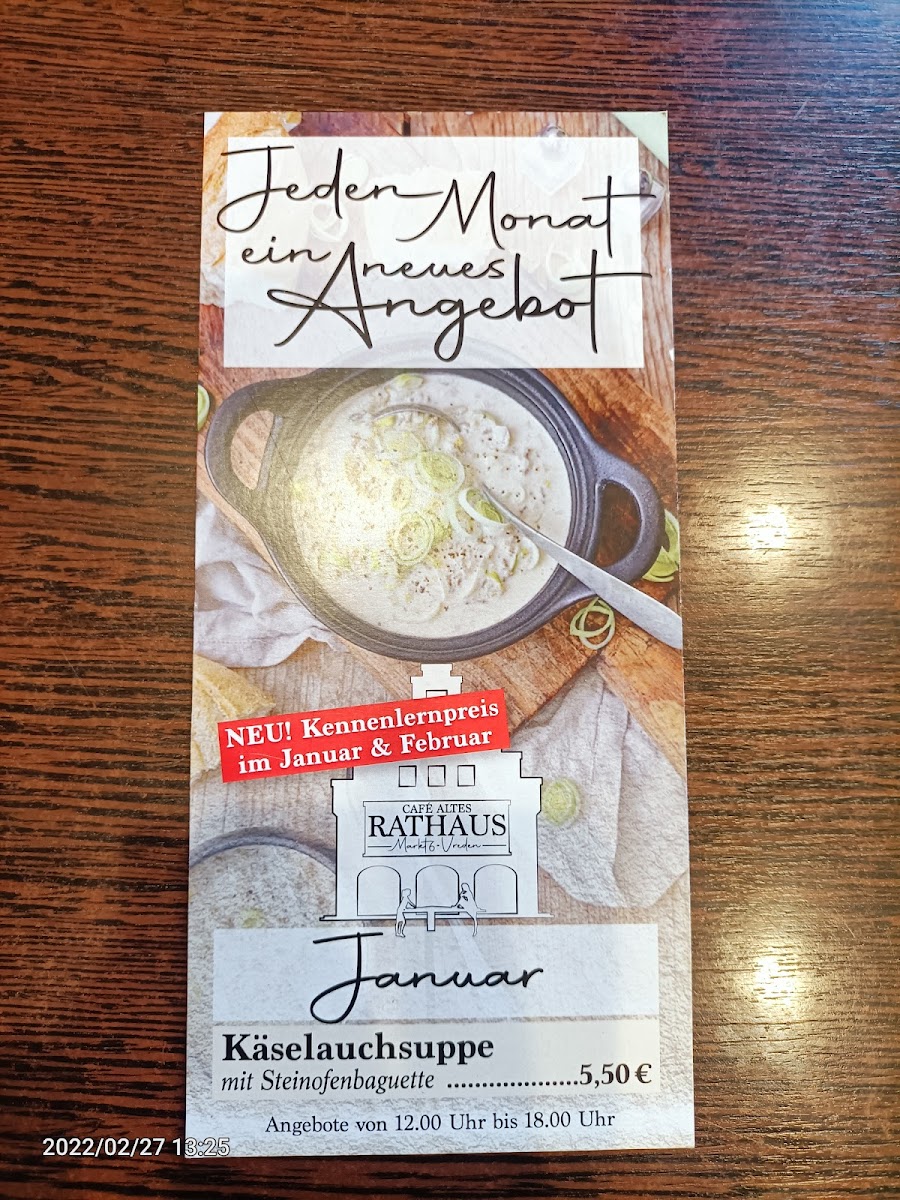 Jeden Monat
ein neues
Angebot
NEU! Kennenlernpreis
im Januar & Februar
CAFÉ ALTES
RATHAUS
Markt 6 - Vreden
Januar
Käselauchsuppe
mit Steinofenbaguette ...................5,50 €
Angebote von 12.00 Uhr bis 18.00 Uhr
2022/02/27 13:25